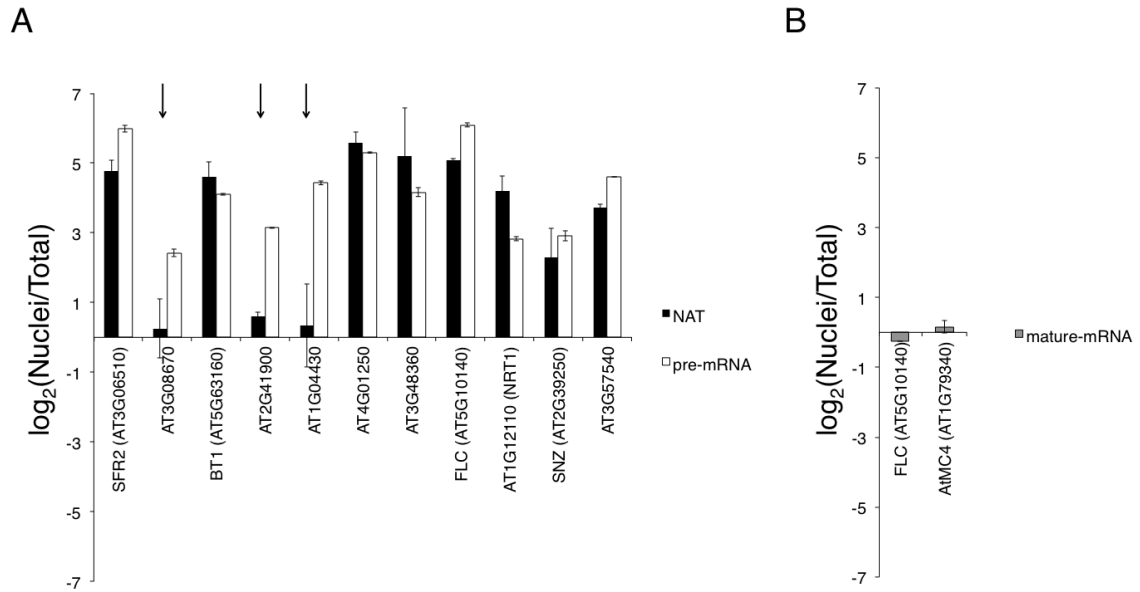 A
B
log2(Nuclei/Total)
7
5
3
1
-1
-3
-5
-7
SFR2 (AT3G06510)
AT3G08670
BT1 (AT5G63160)
AT2G41900
AT1G04430
AT4G01250
AT3G48360
FLC (AT5G10140)
AT1G12110 (NRT1)
SNZ (AT2G39250)
AT3G57540
NAT
pre-mRNA
log2(Nuclei/Total)
7
5
3
1
-1
-3
-5
-7
FLC (AT5G10140)
AtMC4 (AT1G79340)
mature-mRNA